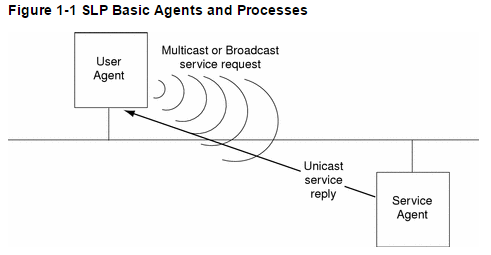 Figure 1-1 SLP Basic Agents and Processes
User
Agent
Multicast or Broadcast
service request
Unicast
service
reply
Service
Agent